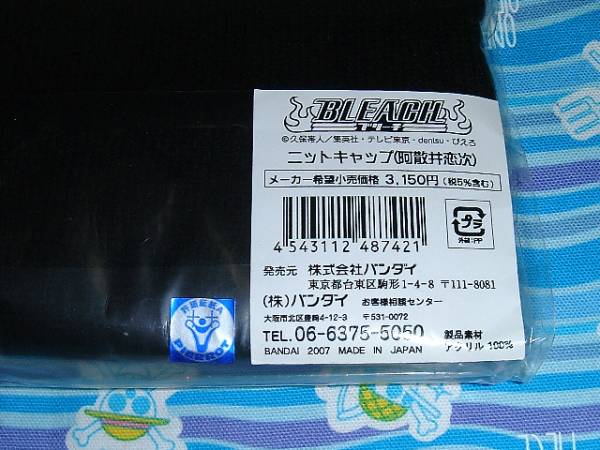 BLEACH
ブリーチ
©久保帯人/集英社・テレビ東京・dentsu・ぴえろ
ニットキャップ(阿散井恋次)
メーカー希望小売価格 3,150円(税5%含む)
4 543112 487421
プラ
外袋:PP
発売元 株式会社バンダイ
東京都台東区駒形1-4-8 〒111-8081
(株)バンダイ お客様相談センター
大阪市北区豊崎4-12-3 〒531-0072
TEL. 06-6375-5050
製品素材
アクリル 100%
BANDAI 2007 MADE IN JAPAN
PIERROT